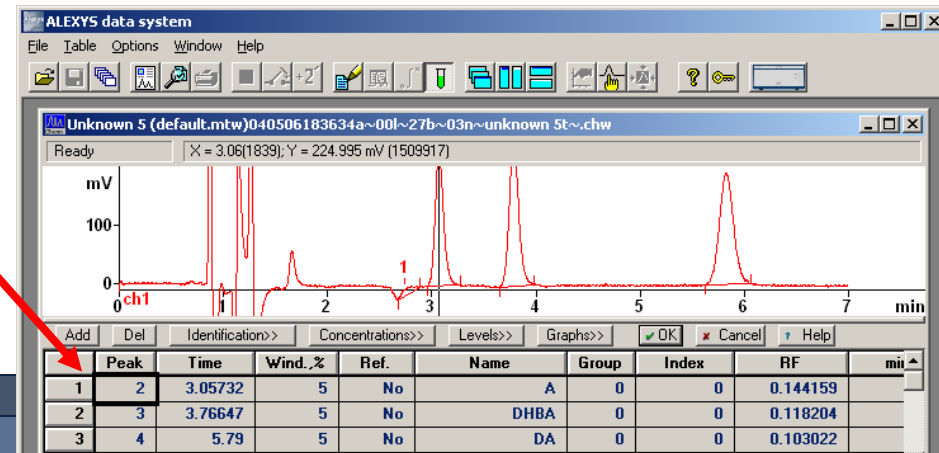 ALEXYS data system
File Table Options Window Help
Unknown 5 (default.mtw)040506183634a~00l~27b~03n~unknown 5t~.chw
Ready X = 3.06(1839); Y = 224.995 mV (1509917)
mV
100
0
1
ch1
0 1 2 3 4 5 6 7 min
Add Del Identification>> Concentrations>> Levels>> Graphs>> OK Cancel ? Help
Peak Time Wind.,% Ref. Name Group Index RF
1 2 3.05732 5 No A 0 0 0.144159
2 3 3.76647 5 No DHBA 0 0 0.118204
3 4 5.79 5 No DA 0 0 0.103022